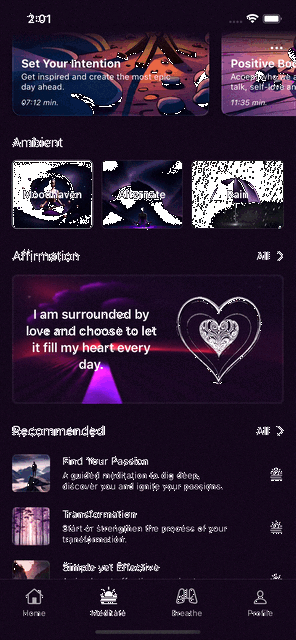 2:01
Set Your Intention
Get inspired and create the most epic
day ahead.
07:12 min.
Positive Bo
talk, self-love an
11:35 min.
Ambient
Moonhaven
Rain
Affirmation
All
I am surrounded by
love and choose to let
it fill my heart every
day.
Recommended
All
Find Your Passion
A guided meditation to dig deep,
discover you and ignite your passions.
Transformation
Start or strengthen the process of your
transformation.
Simple yet Effective
Home
Meditate
Breathe
Profile